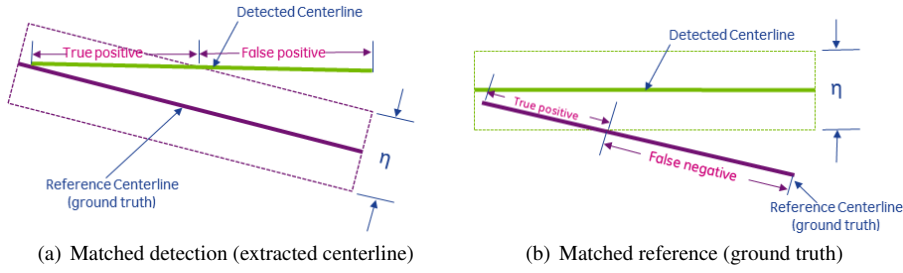 Detected Centerline
True positive
False positive
η
Reference Centerline
(ground truth)
(a) Matched detection (extracted centerline)
Detected Centerline
η
True positive
False negative
Reference Centerline
(ground truth)
(b) Matched reference (ground truth)